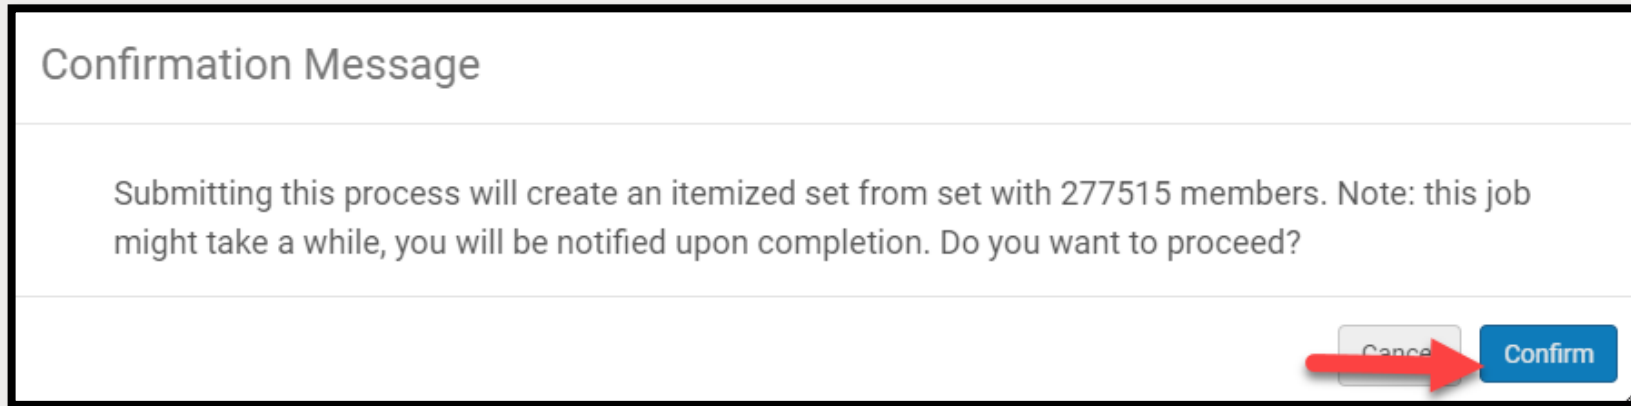 Confirmation Message
Submitting this process will create an itemized set from set with 277515 members. Note: this job
might take a while, you will be notified upon completion. Do you want to proceed?
Cancel
Confirm